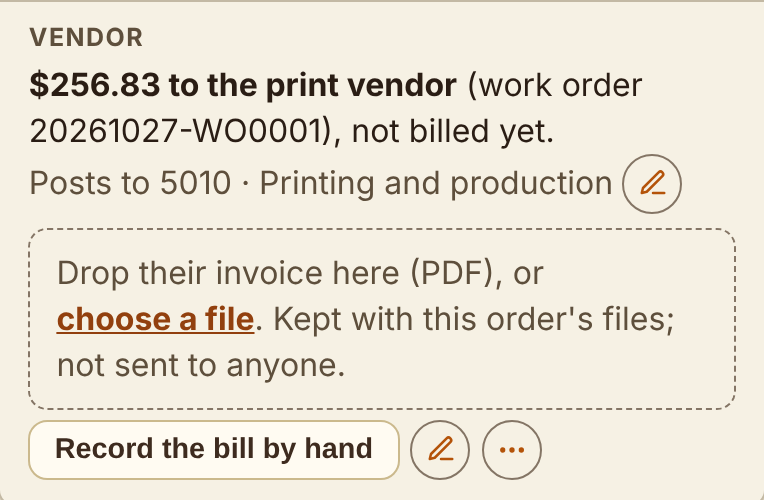 VENDOR
$256.83 to the print vendor (work order
20261027-WO0001), not billed yet.
Posts to 5010 · Printing and production
Drop their invoice here (PDF), or
choose a file. Kept with this order's files;
not sent to anyone.
Record the bill by hand